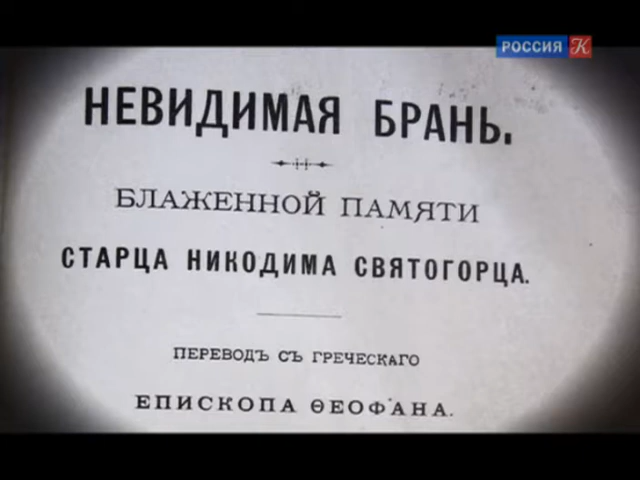 РОССИЯ К
НЕВИДИМАЯ БРАНЬ.
БЛАЖЕННОЙ ПАМЯТИ
СТАРЦА НИКОДИМА СВЯТОГОРЦА.
ПЕРЕВОДЪ СЪ ГРЕЧЕСКАГО
ЕПИСКОПА ѲЕОФАНА.